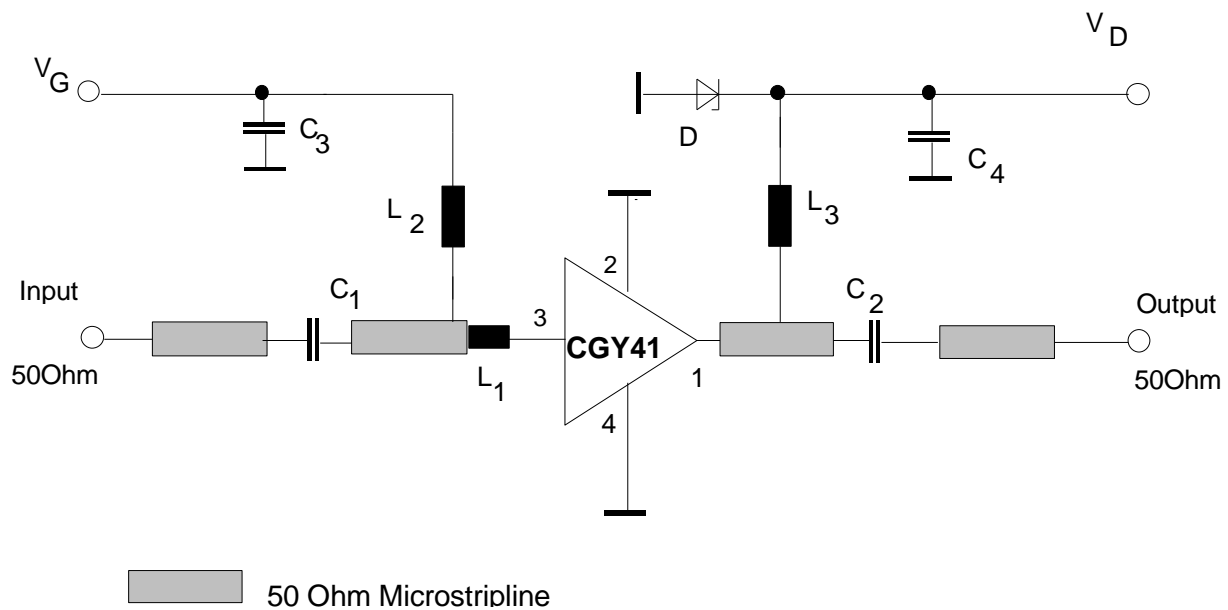 V_G
V_D
C_3
D
C_4
L_2
L_3
2
Input
C_1
C_2
Output
3
CGY41
50Ohm
L_1
1
50Ohm
4
50 Ohm Microstripline